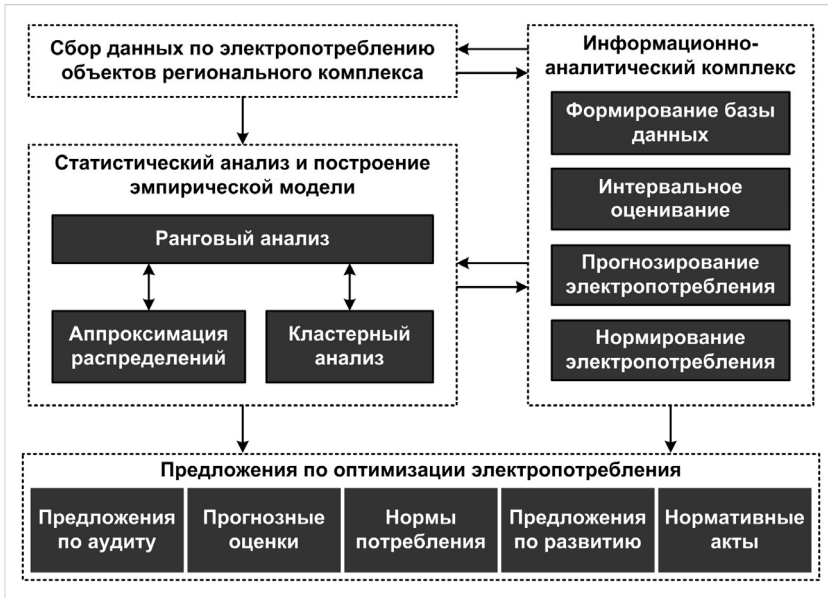 Сбор данных по электропотреблению
объектов регионального комплекса
Информационно-
аналитический комплекс
Формирование базы
данных
Интервальное
оценивание
Прогнозирование
электропотребления
Нормирование
электропотребления
Статистический анализ и построение
эмпирической модели
Ранговый анализ
Аппроксимация
распределений
Кластерный
анализ
Предложения по оптимизации электропотребления
Предложения
по аудиту
Прогнозные
оценки
Нормы
потребления
Предложения
по развитию
Нормативные
акты